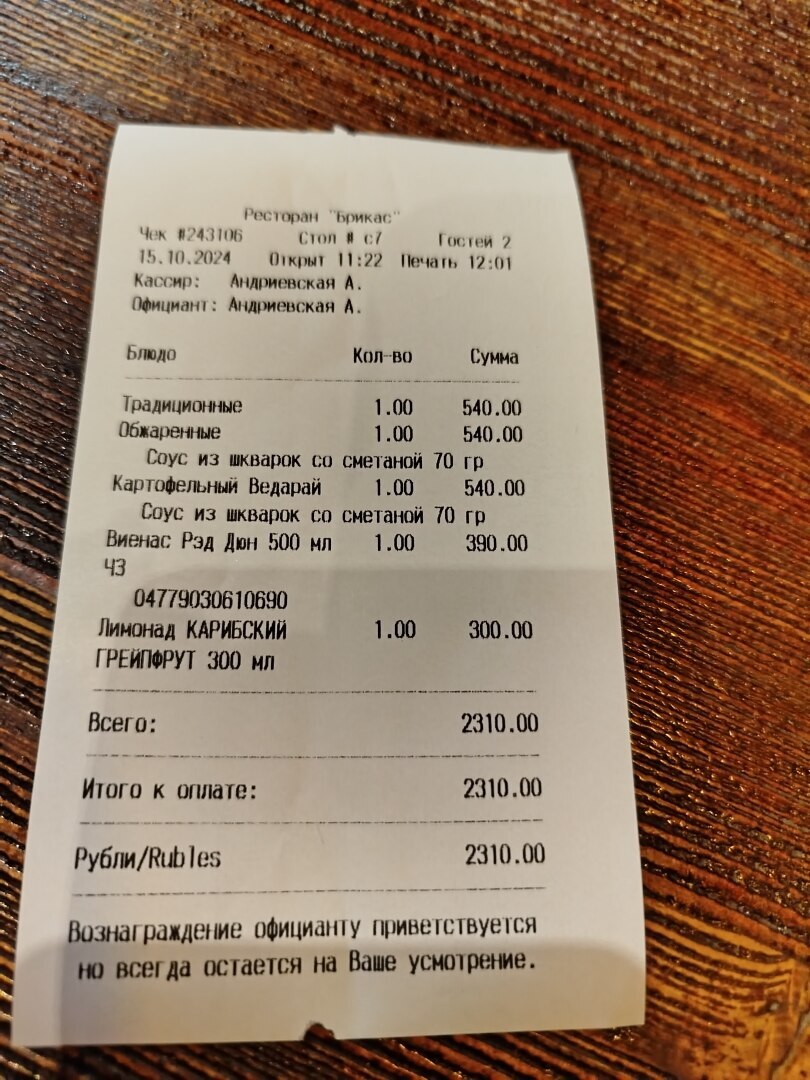 Ресторан "Брикас"
Чек #243106 Стол # с7 Гостей 2
15.10.2024 Открыт 11:22 Печать 12:01
Кассир: Андриевская А.
Официант: Андриевская А.
Блюдо Кол-во Сумма
Традиционные 1.00 540.00
Обжаренные 1.00 540.00
Соус из шкварок со сметаной 70 гр
Картофельный Ведарай 1.00 540.00
Соус из шкварок со сметаной 70 гр
Виенас Рэд Дюн 500 мл 1.00 390.00
ЧЗ
04779030610690
Лимонад КАРИБСКИЙ 1.00 300.00
ГРЕЙПФРУТ 300 мл
Всего: 2310.00
Итого к оплате: 2310.00
Рубли/Rubles 2310.00
Вознаграждение официанту приветствуется
но всегда остается на Ваше усмотрение.